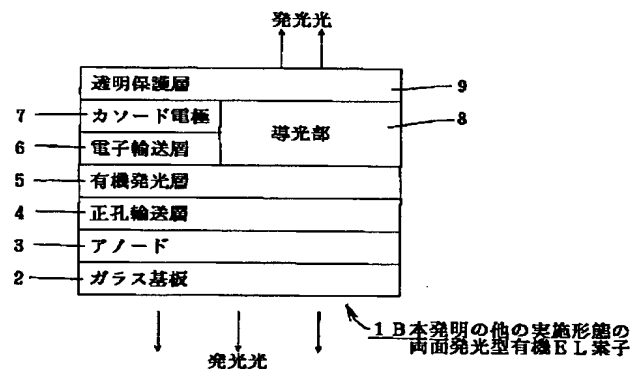 発光光
透明保護層
9
7
カソード電極
導光部
8
6
電子輸送層
5
有機発光層
4
正孔輸送層
3
アノード
2
ガラス基板
1B本発明の他の実施形態の
両面発光型有機EL素子
発光光